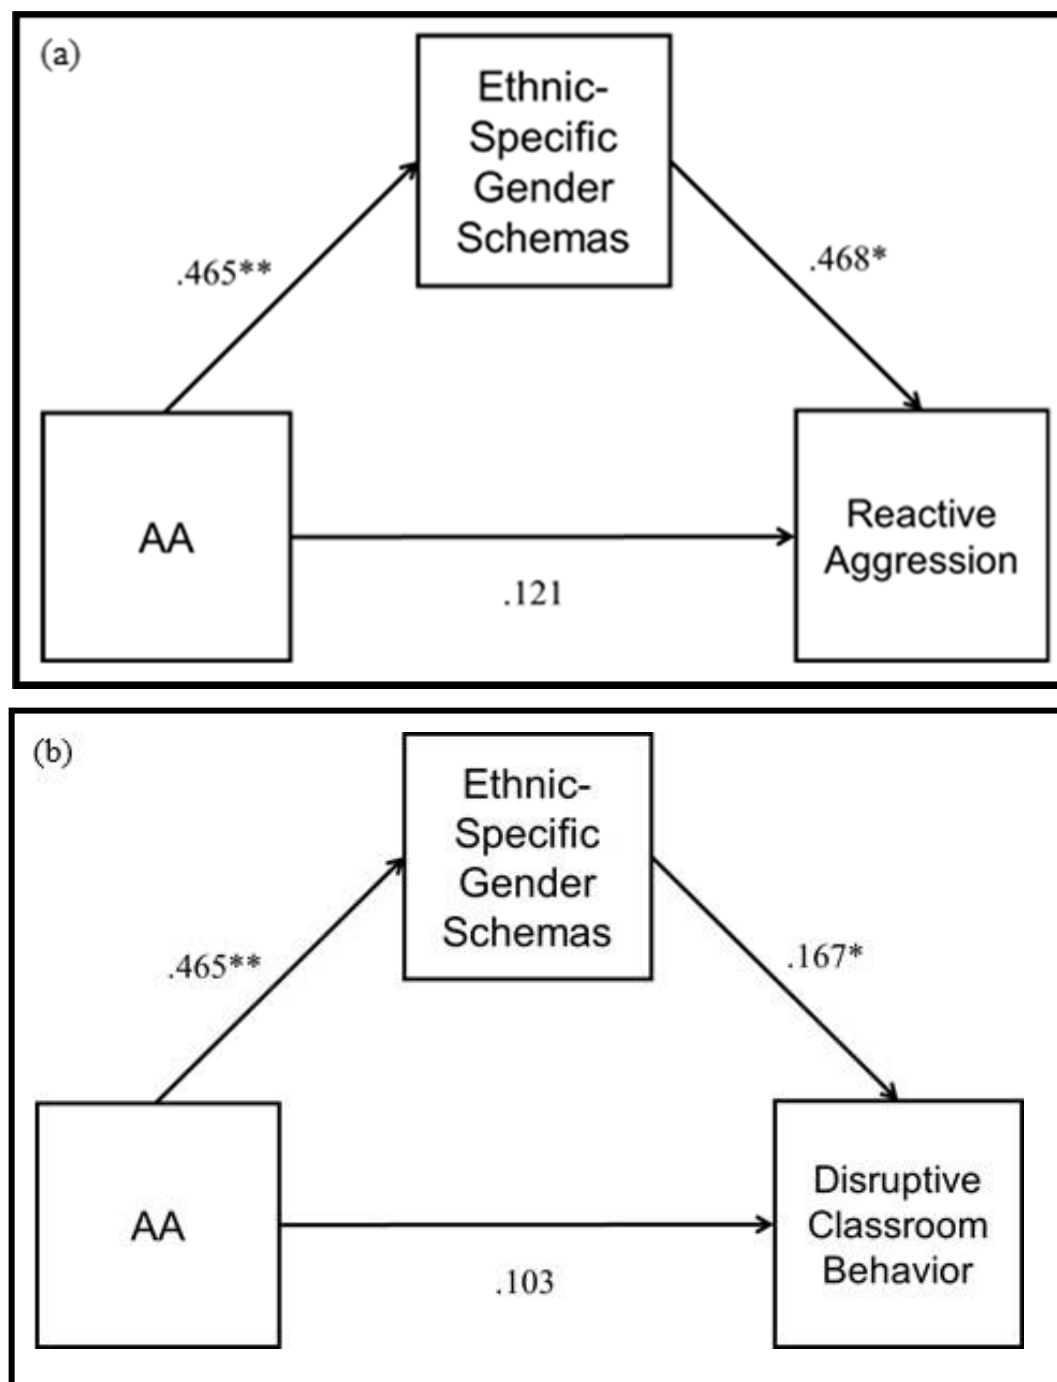 (a)
Ethnic-
Specific
Gender
Schemas
.465**
.468*
AA
Reactive
Aggression
.121
(b)
Ethnic-
Specific
Gender
Schemas
.465**
.167*
AA
Disruptive
Classroom
Behavior
.103